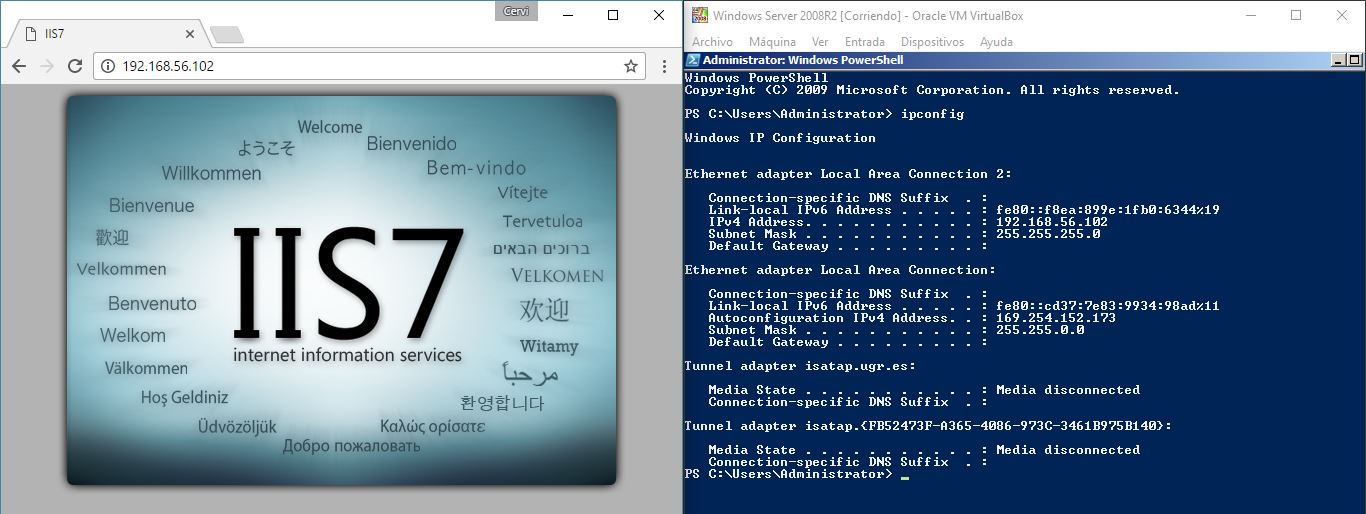 Cervi
IIS7
192.168.56.102
Welcome
ようこそ
Bienvenido
Willkommen
Bem-vindo
Vítejte
Bienvenue
Tervetuloa
歡迎
ברוכים הבאים
Velkommen
VELKOMEN
Benvenuto
欢迎
Welkom
Witamy
Välkommen
مرحباً
Hoş Geldiniz
환영합니다
Üdvözöljük
Καλώς ορίσατε
Добро пожаловать
IIS7
internet information services
Windows Server 2008R2 [Corriendo] - Oracle VM VirtualBox
Archivo Máquina Ver Entrada Dispositivos Ayuda
Administrator: Windows PowerShell
Windows PowerShell
Copyright (C) 2009 Microsoft Corporation. All rights reserved.
PS C:\Users\Administrator> ipconfig
Windows IP Configuration
Ethernet adapter Local Area Connection 2:
Connection-specific DNS Suffix . :
Link-local IPv6 Address . . . . . : fe80::f8ea:899e:1fb0:6344%19
IPv4 Address. . . . . . . . . . . : 192.168.56.102
Subnet Mask . . . . . . . . . . . : 255.255.255.0
Default Gateway . . . . . . . . . :
Ethernet adapter Local Area Connection:
Connection-specific DNS Suffix . :
Link-local IPv6 Address . . . . . : fe80::cd37:7e83:9934:98ad%11
Autoconfiguration IPv4 Address. . : 169.254.152.173
Subnet Mask . . . . . . . . . . . : 255.255.0.0
Default Gateway . . . . . . . . . :
Tunnel adapter isatap.ugr.es:
Media State . . . . . . . . . . . : Media disconnected
Connection-specific DNS Suffix . :
Tunnel adapter isatap.{FB52473F-A365-4086-973C-3461B975B140}:
Media State . . . . . . . . . . . : Media disconnected
Connection-specific DNS Suffix . :
PS C:\Users\Administrator>